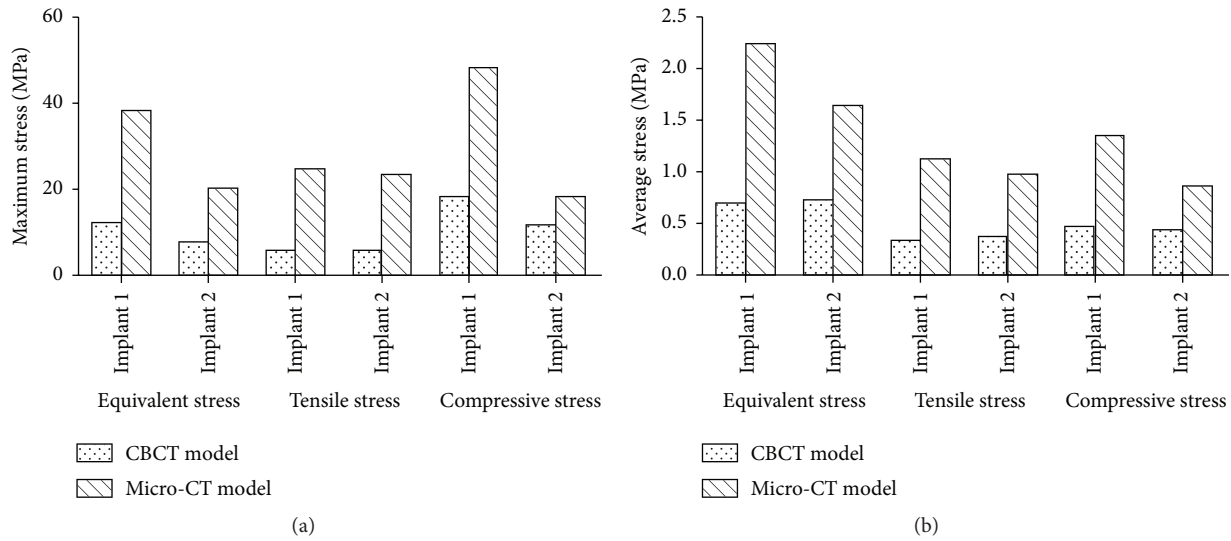 Maximum stress (MPa)
60
40
20
0
Implant 1
Implant 2
Implant 1
Implant 2
Implant 1
Implant 2
Equivalent stress
Tensile stress
Compressive stress
CBCT model
Micro-CT model
(a)
Average stress (MPa)
2.5
2.0
1.5
1.0
0.5
0.0
Implant 1
Implant 2
Implant 1
Implant 2
Implant 1
Implant 2
Equivalent stress
Tensile stress
Compressive stress
CBCT model
Micro-CT model
(b)